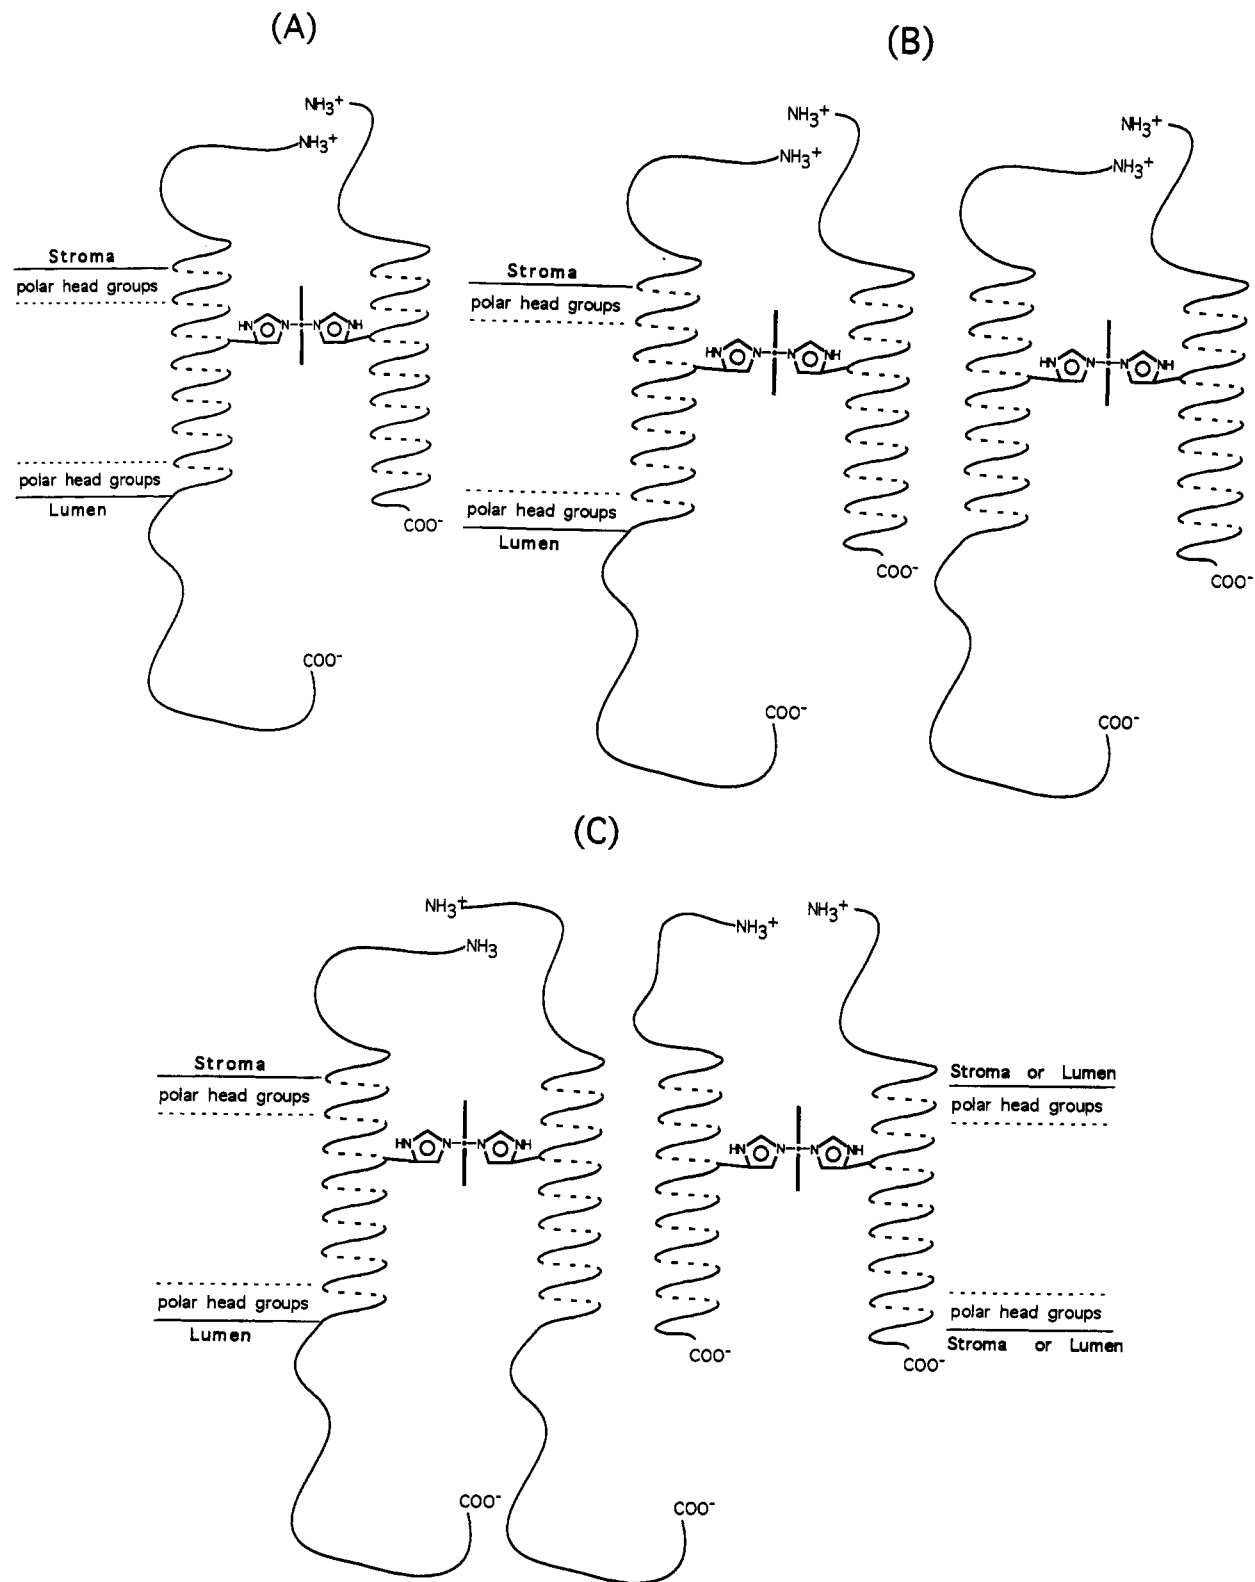 (A)
NH3+
NH3+
Stroma
polar head groups
HN N N NH
polar head groups
Lumen
COO-
COO-
(B)
NH3+
NH3+
NH3+
NH3+
Stroma
polar head groups
HN N N NH
HN N N NH
polar head groups
Lumen
COO-
COO-
COO-
COO-
(C)
NH3+
NH3
NH3+
NH3+
Stroma
polar head groups
Stroma or Lumen
polar head groups
HN N N NH
HN N N NH
polar head groups
Lumen
polar head groups
Stroma or Lumen
COO-
COO-
COO-
COO-